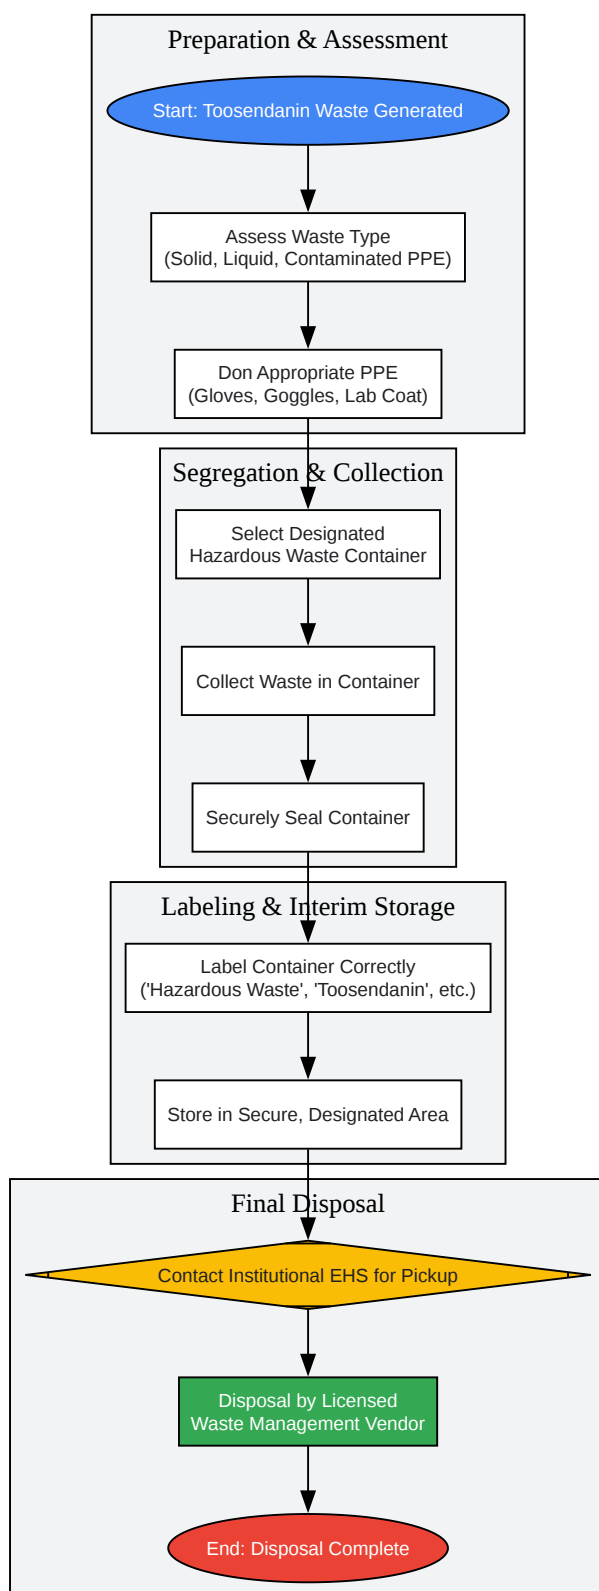 Preparation & Assessment
Start: Toosendanin Waste Generated
Assess Waste Type
(Solid, Liquid, Contaminated PPE)
Don Appropriate PPE
(Gloves, Goggles, Lab Coat)
Segregation & Collection
Select Designated
Hazardous Waste Container
Collect Waste in Container
Securely Seal Container
Labeling & Interim Storage
Label Container Correctly
('Hazardous Waste', 'Toosendanin', etc.)
Store in Secure, Designated Area
Final Disposal
Contact Institutional EHS for Pickup
Disposal by Licensed
Waste Management Vendor
End: Disposal Complete